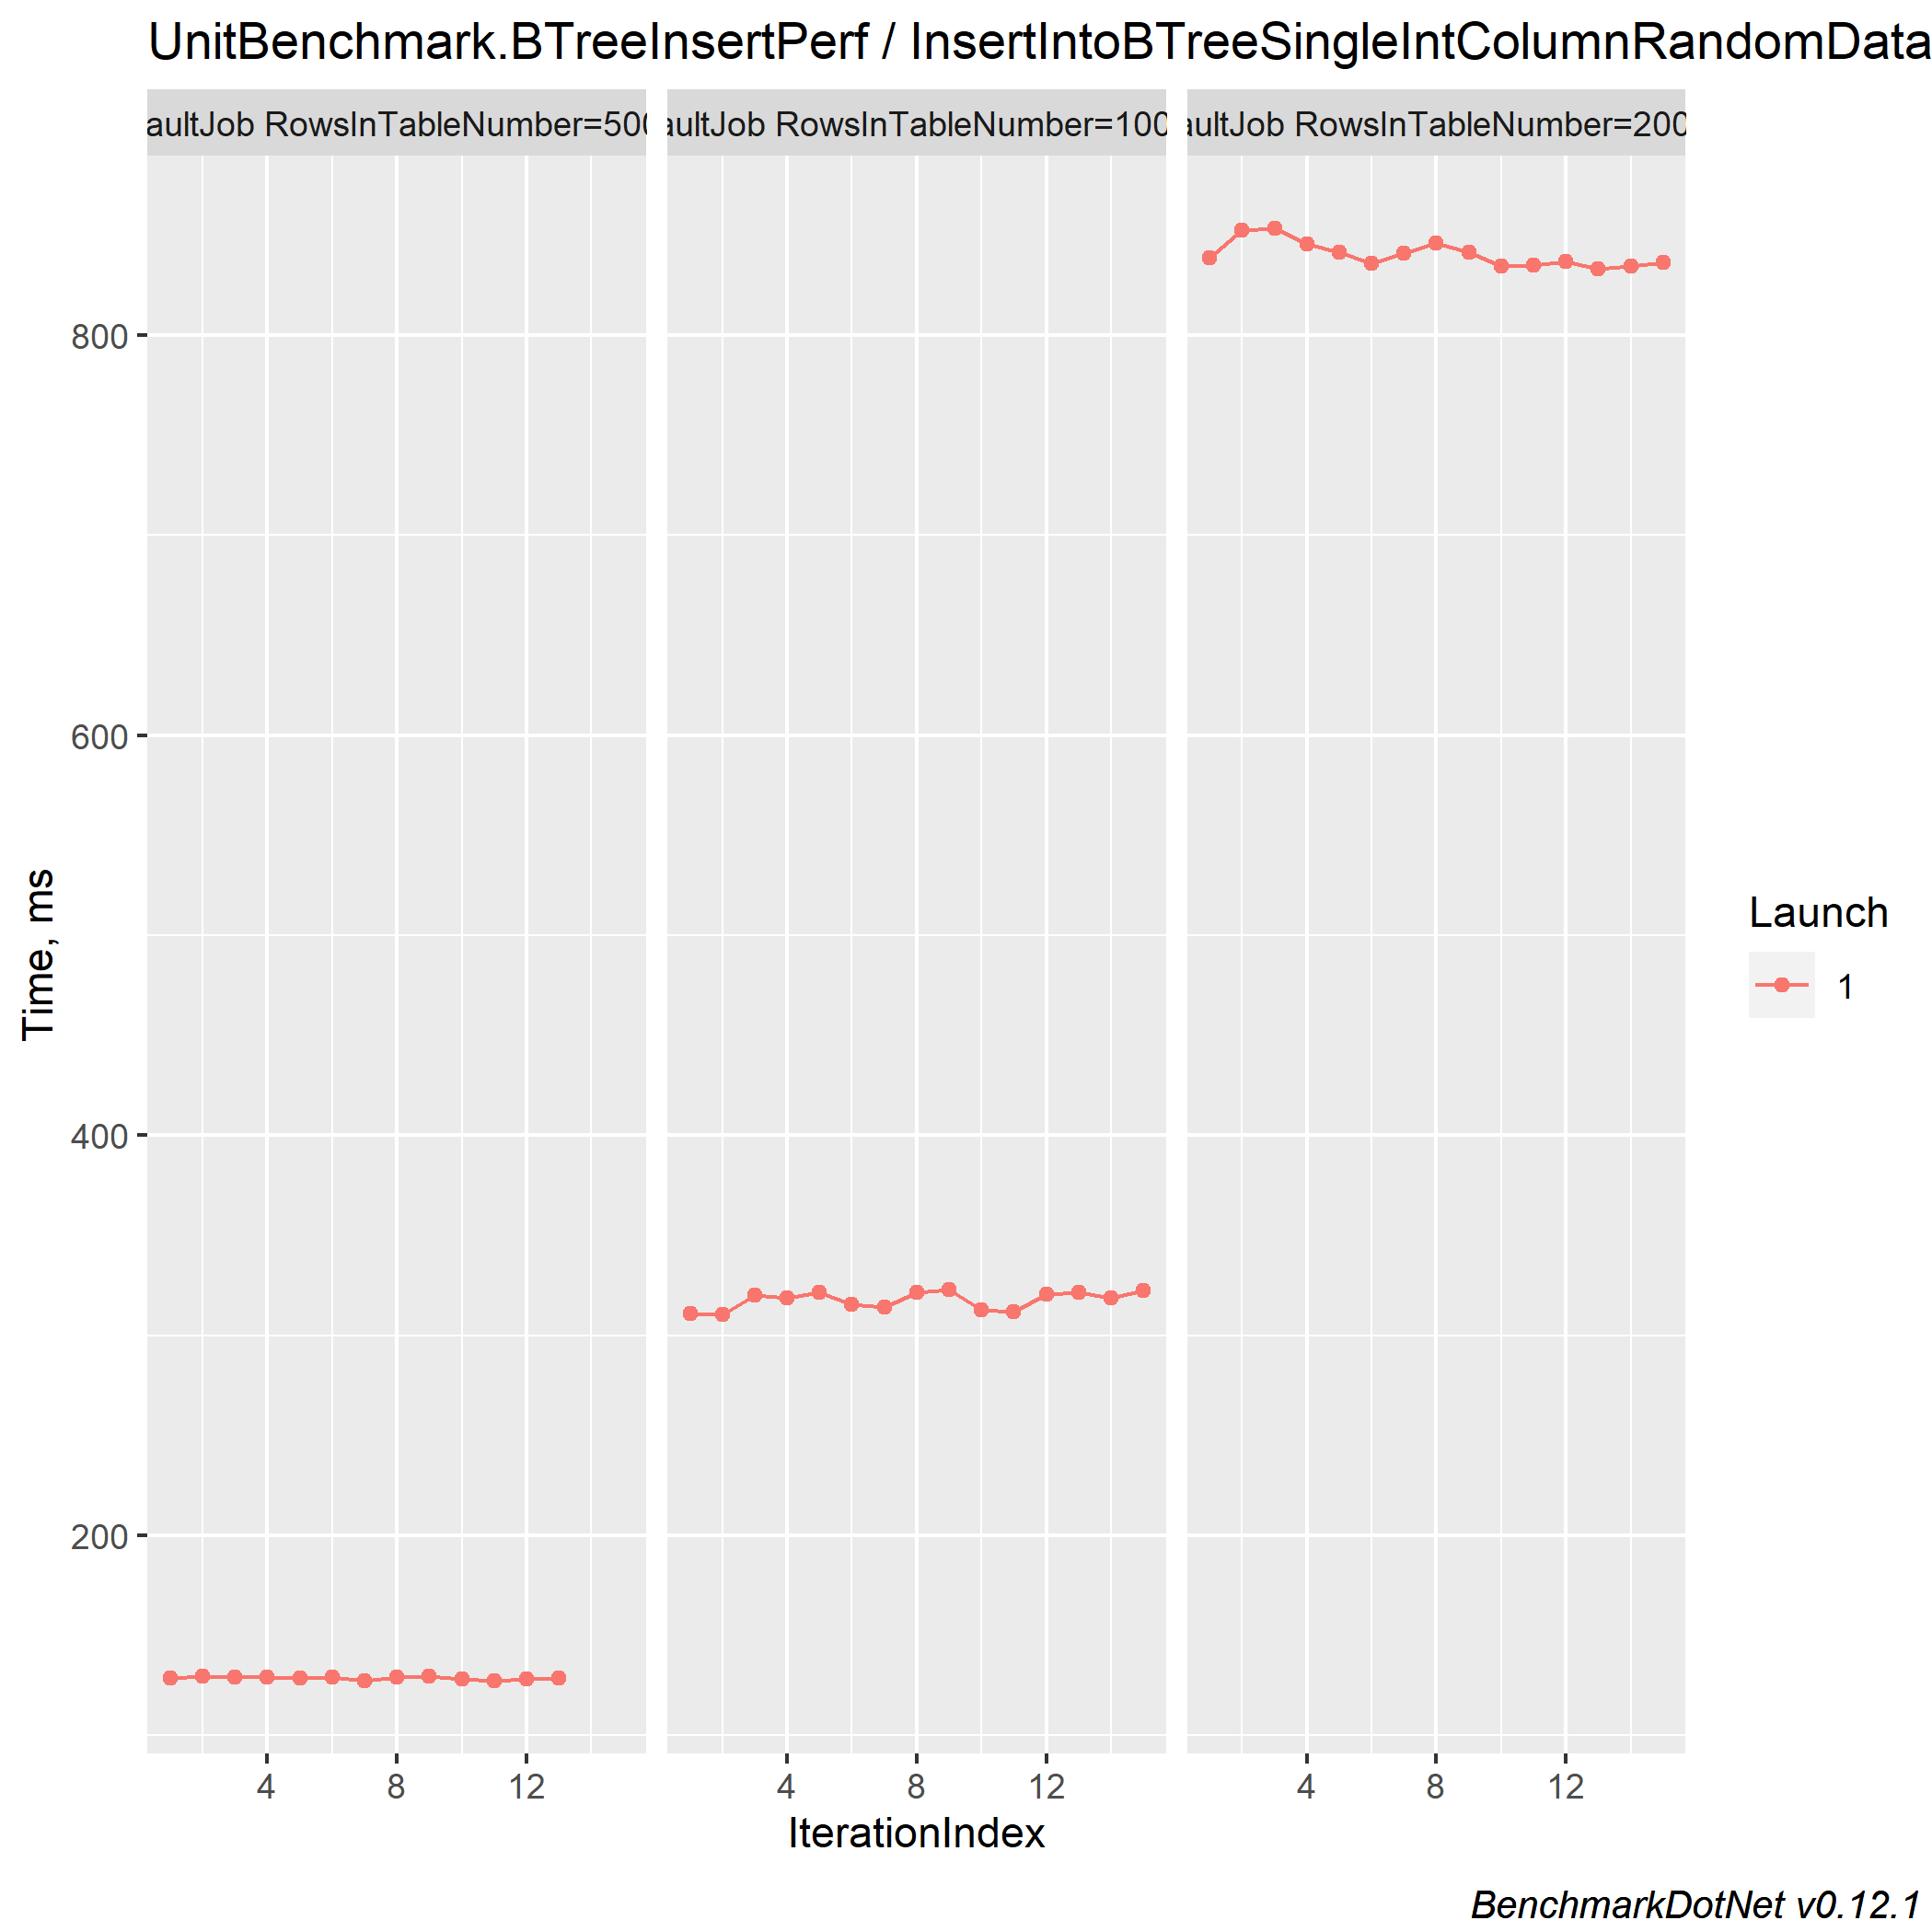 UnitBenchmark.BTreeInsertPerf / InsertIntoBTreeSingleIntColumnRandomData
aultJob RowsInTableNumber=500 aultJob RowsInTableNumber=100 aultJob RowsInTableNumber=200
800
600
400
200
Time, ms
4 8 12 4 8 12 4 8 12
IterationIndex
Launch
1
BenchmarkDotNet v0.12.1